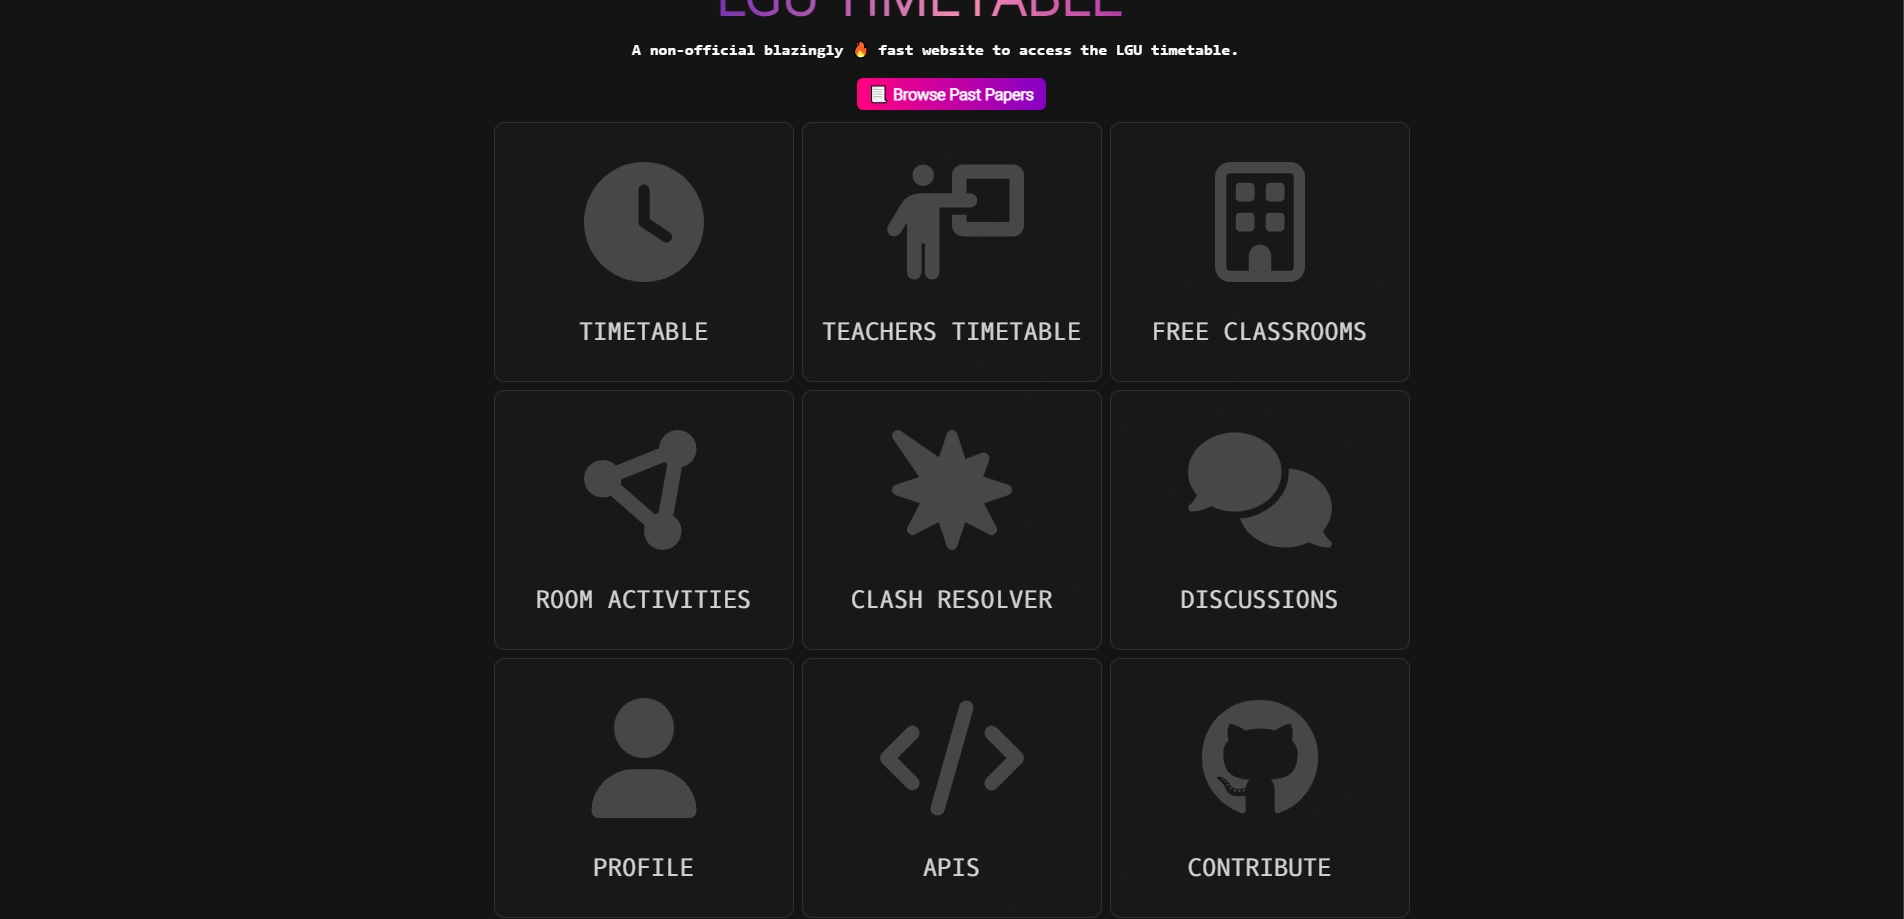 LGU TIMETABLE
A non-official blazingly 🔥 fast website to access the LGU timetable.
📃 Browse Past Papers
TIMETABLE
TEACHERS TIMETABLE
FREE CLASSROOMS
ROOM ACTIVITIES
CLASH RESOLVER
DISCUSSIONS
PROFILE
APIS
CONTRIBUTE